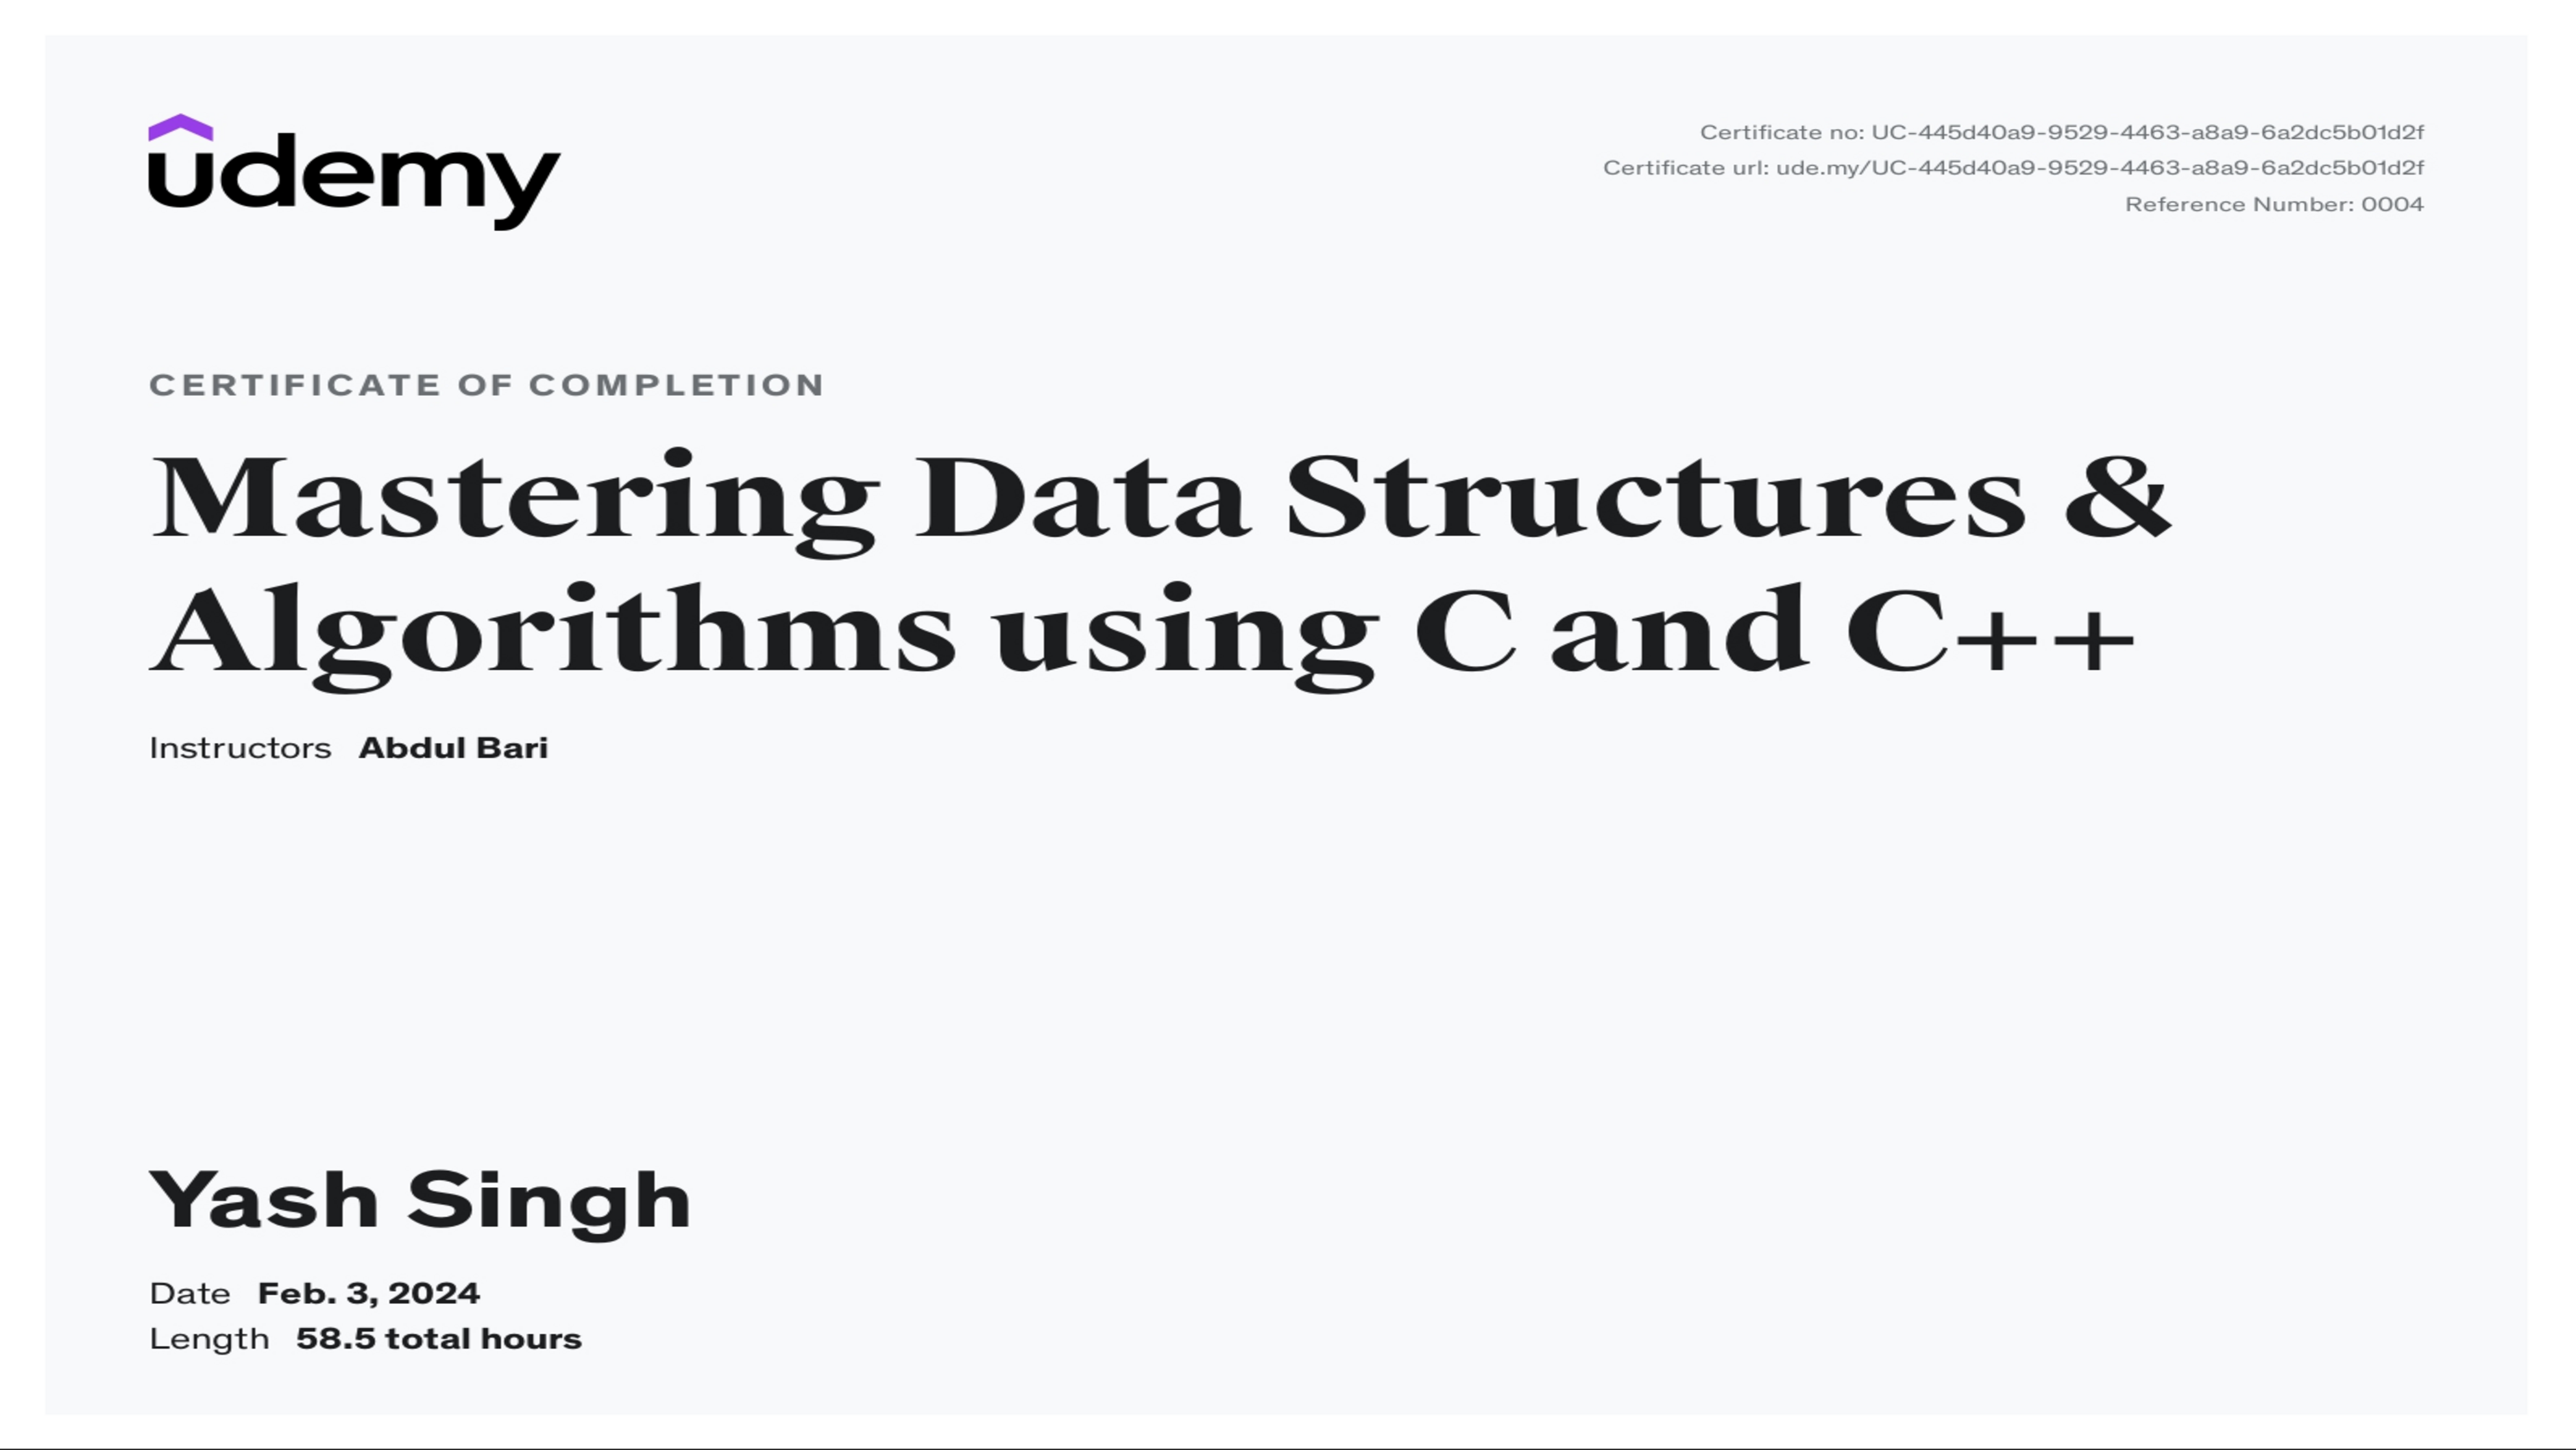 udemy
Certificate no: UC-445d40a9-9529-4463-a8a9-6a2dc5b01d2f
Certificate url: ude.my/UC-445d40a9-9529-4463-a8a9-6a2dc5b01d2f
Reference Number: 0004
CERTIFICATE OF COMPLETION
Mastering Data Structures &
Algorithms using C and C++
Instructors Abdul Bari
Yash Singh
Date Feb. 3, 2024
Length 58.5 total hours